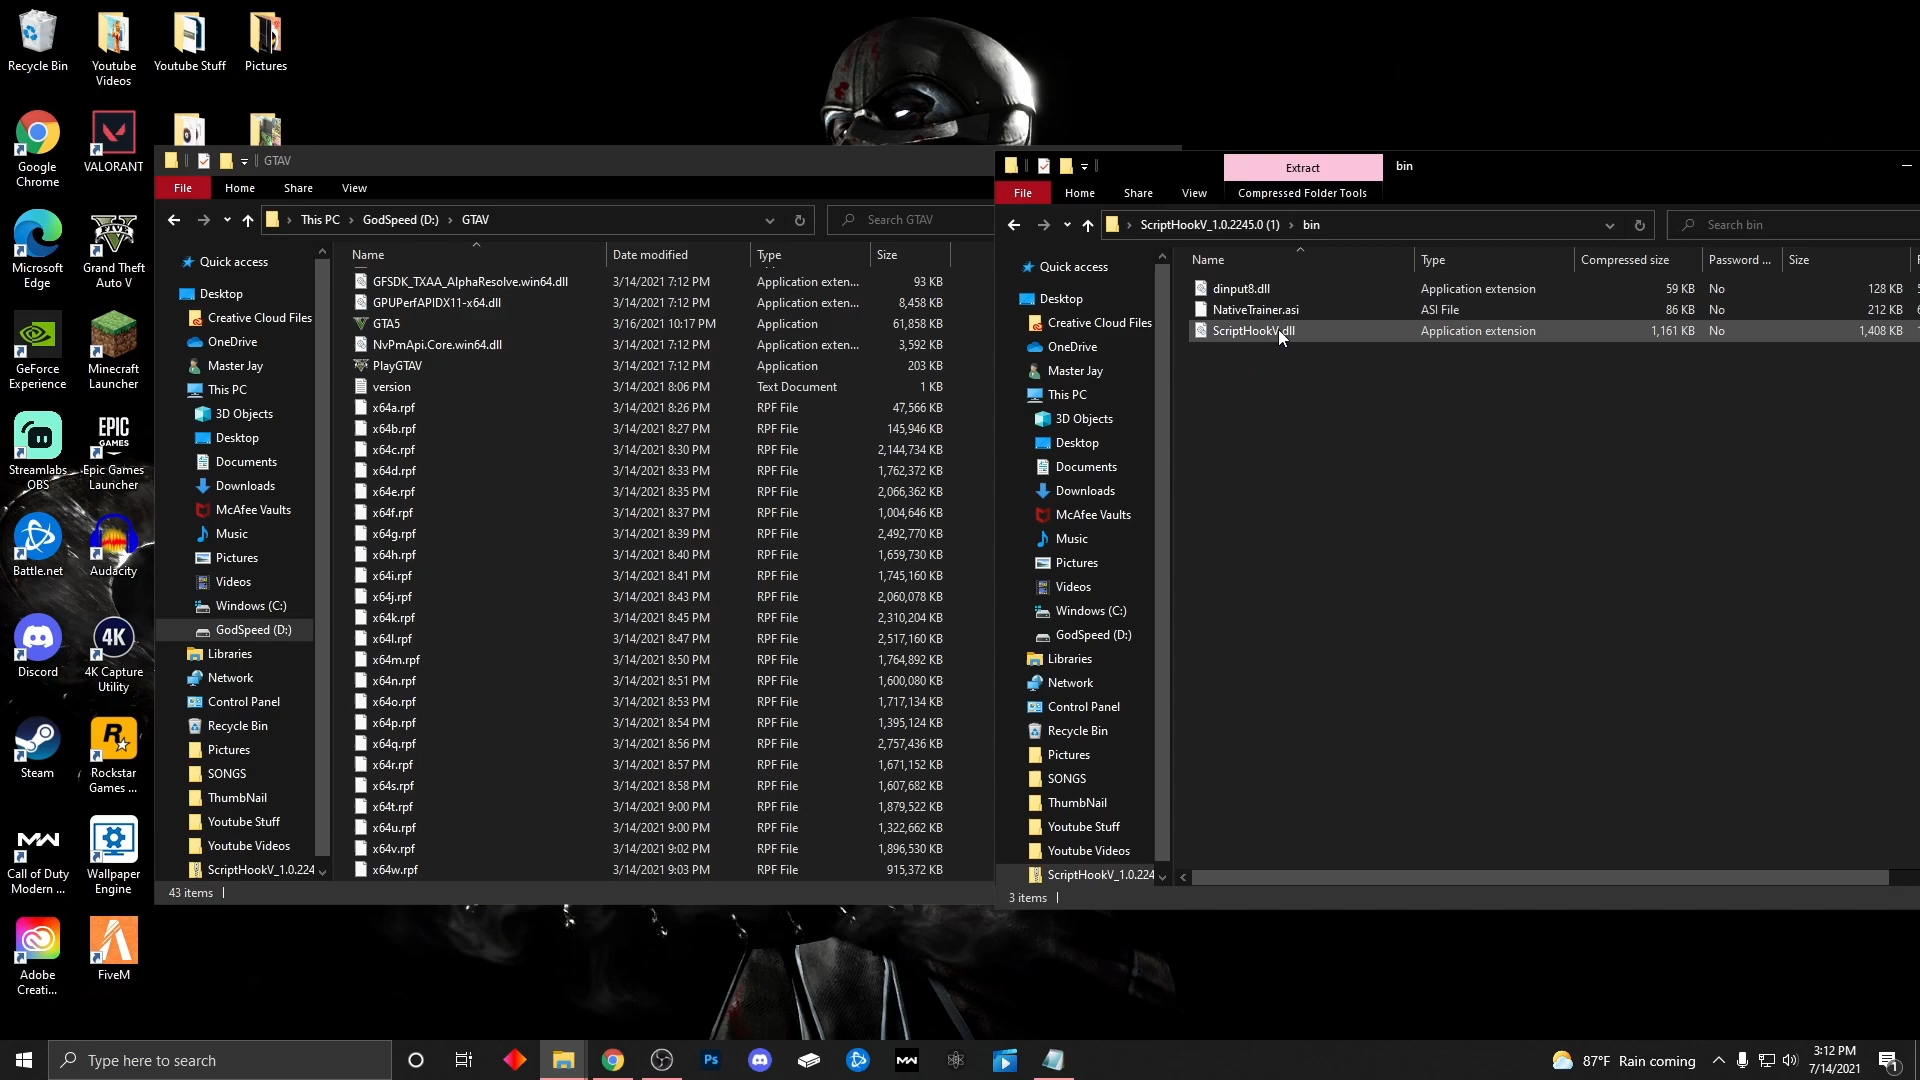 Recycle Bin
Youtube
Videos
Youtube Stuff
Pictures
Google
Chrome
VALORANT
Microsoft
Edge
Grand Theft
Auto V
GeForce
Experience
Minecraft
Launcher
Streamlabs
OBS
EPIC
GAMES
Epic Games
Launcher
Battle.net
Audacity
Discord
4K
4K Capture
Utility
Steam
Rockstar
Games ...
Call of Duty
Modern ...
Wallpaper
Engine
Adobe
Creati...
FiveM
GTAV
File
Home
Share
View
This PC
GodSpeed (D:)
GTAV
Search GTAV
Quick access
Desktop
Creative Cloud Files
OneDrive
Master Jay
This PC
3D Objects
Desktop
Documents
Downloads
McAfee Vaults
Music
Pictures
Videos
Windows (C:)
GodSpeed (D:)
Libraries
Network
Control Panel
Recycle Bin
Pictures
SONGS
ThumbNail
Youtube Stuff
Youtube Videos
ScriptHookV_1.0.224
Name Date modified Type Size
GFSDK_TXAA_AlphaResolve.win64.dll 3/14/2021 7:12 PM Application exten... 93 KB
GPUPerfAPIDX11-x64.dll 3/14/2021 7:12 PM Application exten... 8,458 KB
GTA5 3/16/2021 10:17 PM Application 61,858 KB
NvPmApi.Core.win64.dll 3/14/2021 7:12 PM Application exten... 3,592 KB
PlayGTAV 3/14/2021 7:12 PM Application 203 KB
version 3/14/2021 8:06 PM Text Document 1 KB
x64a.rpf 3/14/2021 8:26 PM RPF File 47,566 KB
x64b.rpf 3/14/2021 8:27 PM RPF File 145,946 KB
x64c.rpf 3/14/2021 8:30 PM RPF File 2,144,734 KB
x64d.rpf 3/14/2021 8:33 PM RPF File 1,762,372 KB
x64e.rpf 3/14/2021 8:35 PM RPF File 2,066,362 KB
x64f.rpf 3/14/2021 8:37 PM RPF File 1,004,646 KB
x64g.rpf 3/14/2021 8:39 PM RPF File 2,492,770 KB
x64h.rpf 3/14/2021 8:40 PM RPF File 1,659,730 KB
x64i.rpf 3/14/2021 8:41 PM RPF File 1,745,160 KB
x64j.rpf 3/14/2021 8:43 PM RPF File 2,060,078 KB
x64k.rpf 3/14/2021 8:45 PM RPF File 2,310,204 KB
x64l.rpf 3/14/2021 8:47 PM RPF File 2,517,160 KB
x64m.rpf 3/14/2021 8:50 PM RPF File 1,764,892 KB
x64n.rpf 3/14/2021 8:51 PM RPF File 1,600,080 KB
x64o.rpf 3/14/2021 8:53 PM RPF File 1,717,134 KB
x64p.rpf 3/14/2021 8:54 PM RPF File 1,395,124 KB
x64q.rpf 3/14/2021 8:56 PM RPF File 2,757,436 KB
x64r.rpf 3/14/2021 8:57 PM RPF File 1,671,152 KB
x64s.rpf 3/14/2021 8:58 PM RPF File 1,607,682 KB
x64t.rpf 3/14/2021 9:00 PM RPF File 1,879,522 KB
x64u.rpf 3/14/2021 9:00 PM RPF File 1,322,662 KB
x64v.rpf 3/14/2021 9:02 PM RPF File 1,896,530 KB
x64w.rpf 3/14/2021 9:03 PM RPF File 915,372 KB
43 items
Extract
bin
File
Home
Share
View
Compressed Folder Tools
ScriptHookV_1.0.2245.0 (1)
bin
Search bin
Quick access
Desktop
Creative Cloud Files
OneDrive
Master Jay
This PC
3D Objects
Desktop
Documents
Downloads
McAfee Vaults
Music
Pictures
Videos
Windows (C:)
GodSpeed (D:)
Libraries
Network
Control Panel
Recycle Bin
Pictures
SONGS
ThumbNail
Youtube Stuff
Youtube Videos
ScriptHookV_1.0.224
Name Type Compressed size Password ... Size
dinput8.dll Application extension 59 KB No 128 KB
NativeTrainer.asi ASI File 86 KB No 212 KB
ScriptHookV.dll Application extension 1,161 KB No 1,408 KB
3 items
Type here to search
Ps
87°F Rain coming
3:12 PM
7/14/2021
1